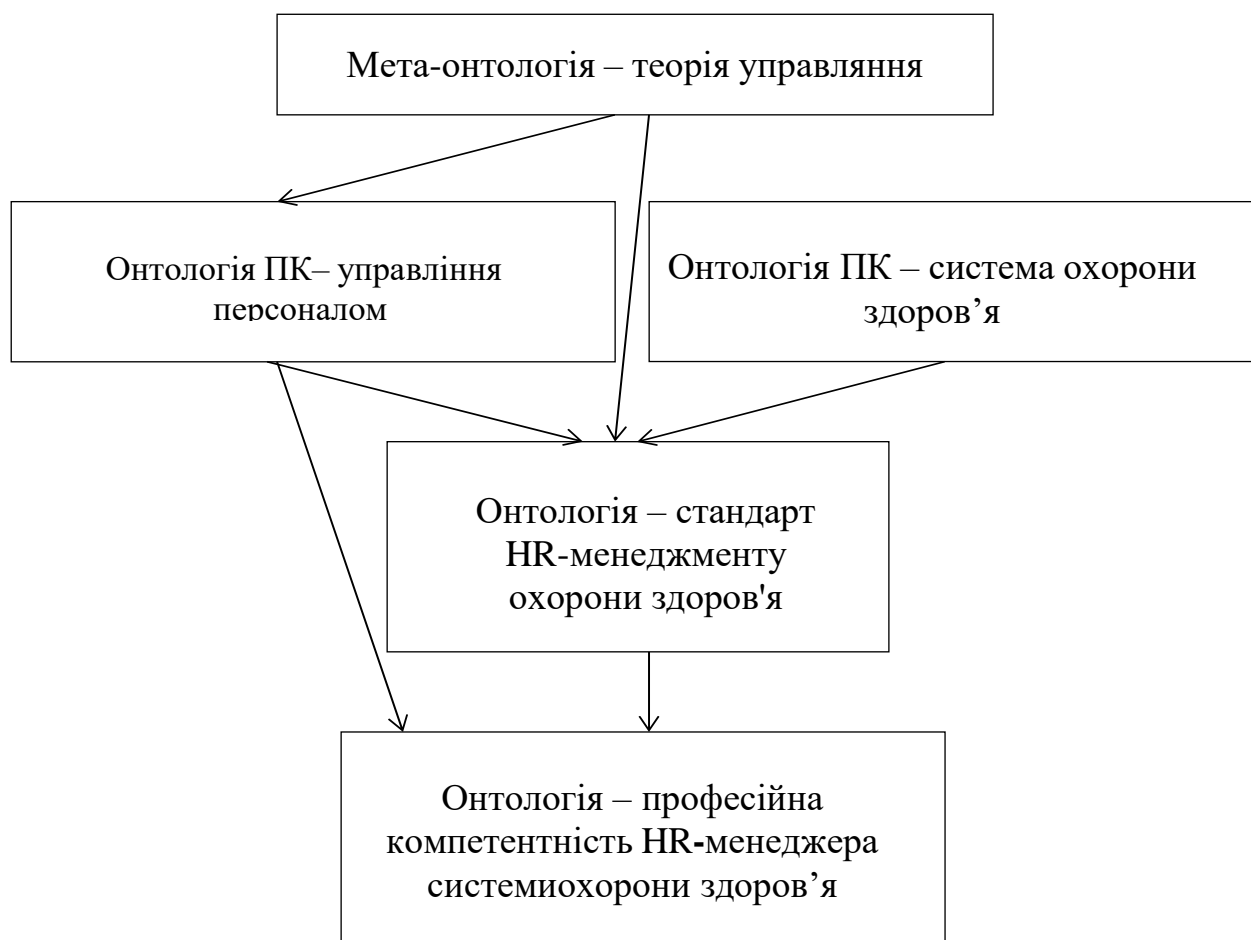 Мета-онтологія – теорія управляння
Онтологія ПК– управління
персоналом
Онтологія ПК – система охорони
здоров’я
Онтологія – стандарт
HR-менеджменту
охорони здоров'я
Онтологія – професійна
компетентність HR-менеджера
системиохорони здоров’я